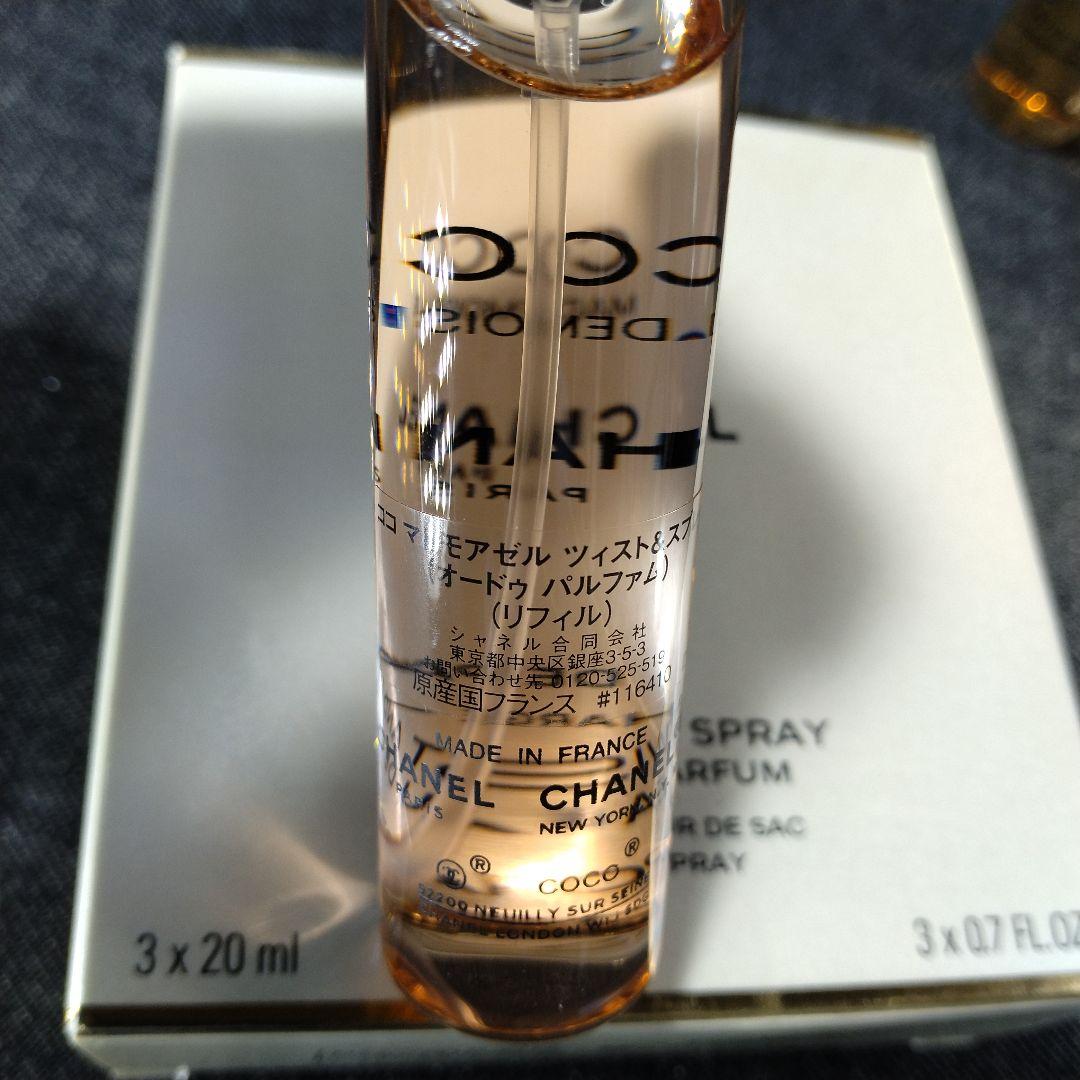 ココ マ モアゼル ツィスト&スプ
(オードゥ パルファム)
(リフィル)
シャネル合同会社
東京都中央区銀座3-5-3
お問い合わせ先 0120-525-519
原産国フランス #116410
MADE IN FRANCE
CHANEL CHANEL
PARIS NEW YORK
® COCO ®
92200 NEUILLY SUR SEINE
LONDON
SPRAY
PARFUM
DE SAC
SPRAY
3 x 20 ml 3 x 0.7 FL.OZ